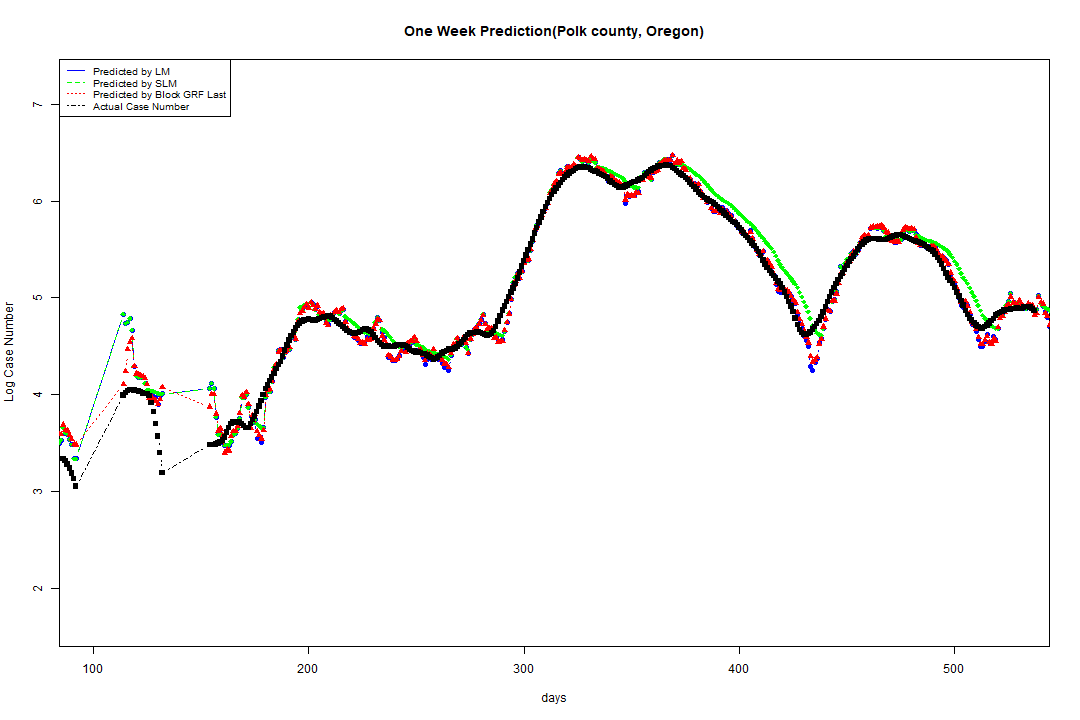 One Week Prediction(Polk county, Oregon)
Predicted by LM
Predicted by SLM
Predicted by Block GRF Last
Actual Case Number
7
6
5
4
3
2
Log Case Number
100 200 300 400 500
days